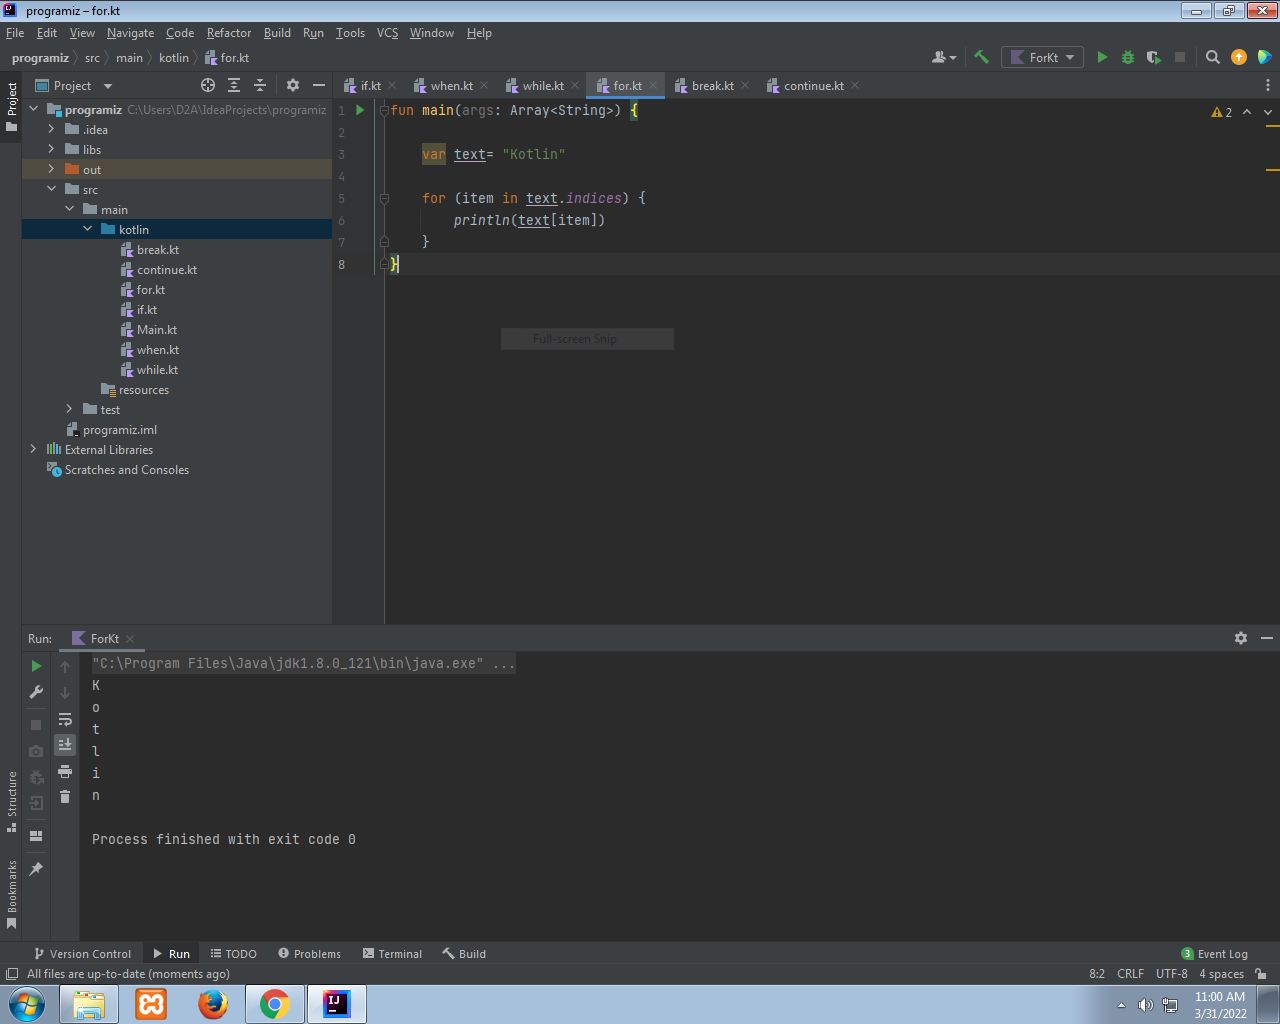 programiz – for.kt
File Edit View Navigate Code Refactor Build Run Tools VCS Window Help
programiz src main kotlin for.kt
ForKt
Project
Project
if.kt when.kt while.kt for.kt break.kt continue.kt
programiz C:\Users\D2A\IdeaProjects\programiz
.idea
libs
out
src
main
kotlin
break.kt
continue.kt
for.kt
if.kt
Main.kt
when.kt
while.kt
resources
test
programiz.iml
External Libraries
Scratches and Consoles
1 fun main(args: Array<String>) {
2
3 var text= "Kotlin"
4
5 for (item in text.indices) {
6 println(text[item])
7 }
8 }
2
Full-screen Snip
Run: ForKt
"C:\Program Files\Java\jdk1.8.0_121\bin\java.exe" ...
K
o
t
l
i
n
Process finished with exit code 0
Structure
Bookmarks
Version Control Run TODO Problems Terminal Build 3 Event Log
All files are up-to-date (moments ago) 8:2 CRLF UTF-8 4 spaces
IJ
11:00 AM
3/31/2022